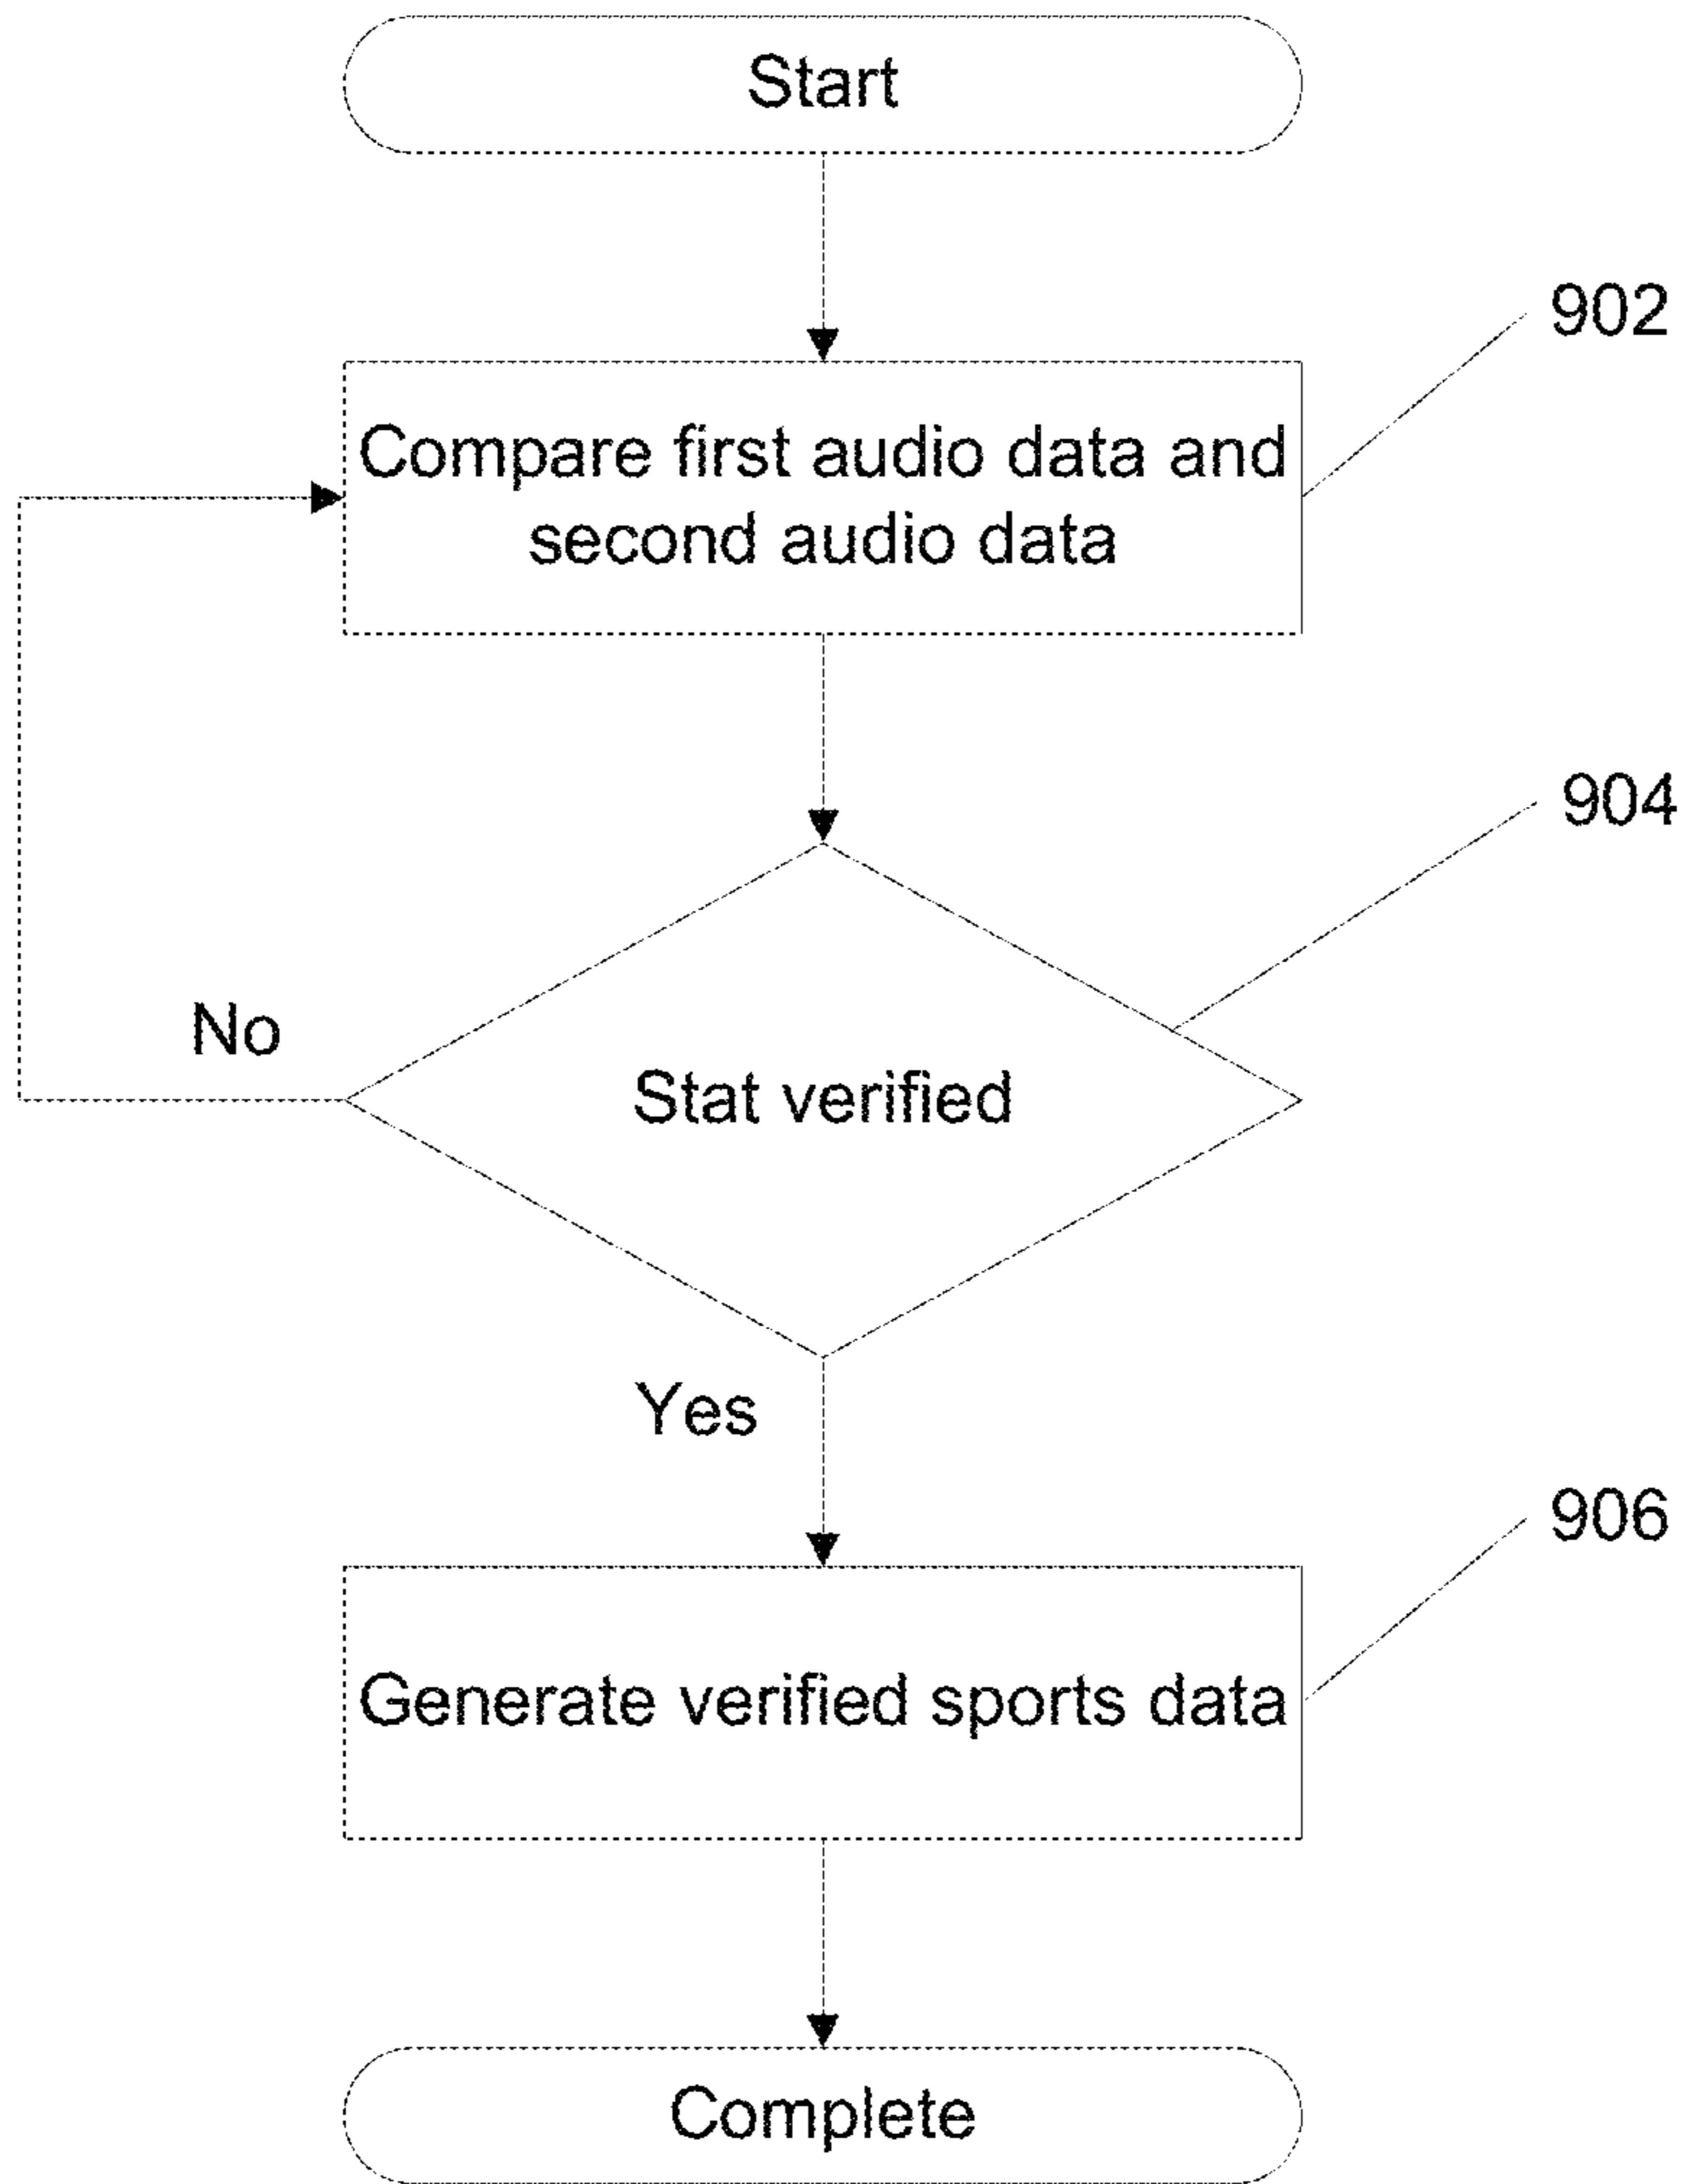 Start
902
Compare first audio data and
second audio data
904
No
Stat verified
Yes
906
Generate verified sports data
Complete